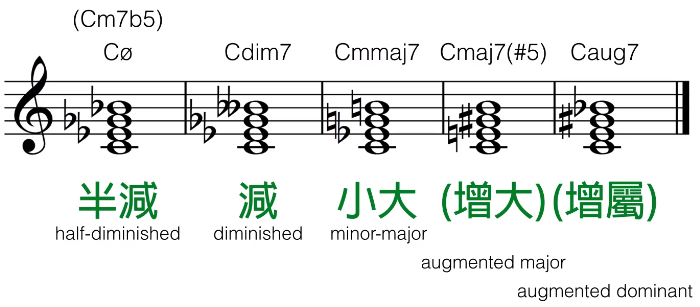 (Cm7b5)
Cø Cdim7 Cmmaj7 Cmaj7(#5) Caug7
半減 減 小大 (增大) (增屬)
half-diminished diminished minor-major
augmented major
augmented dominant